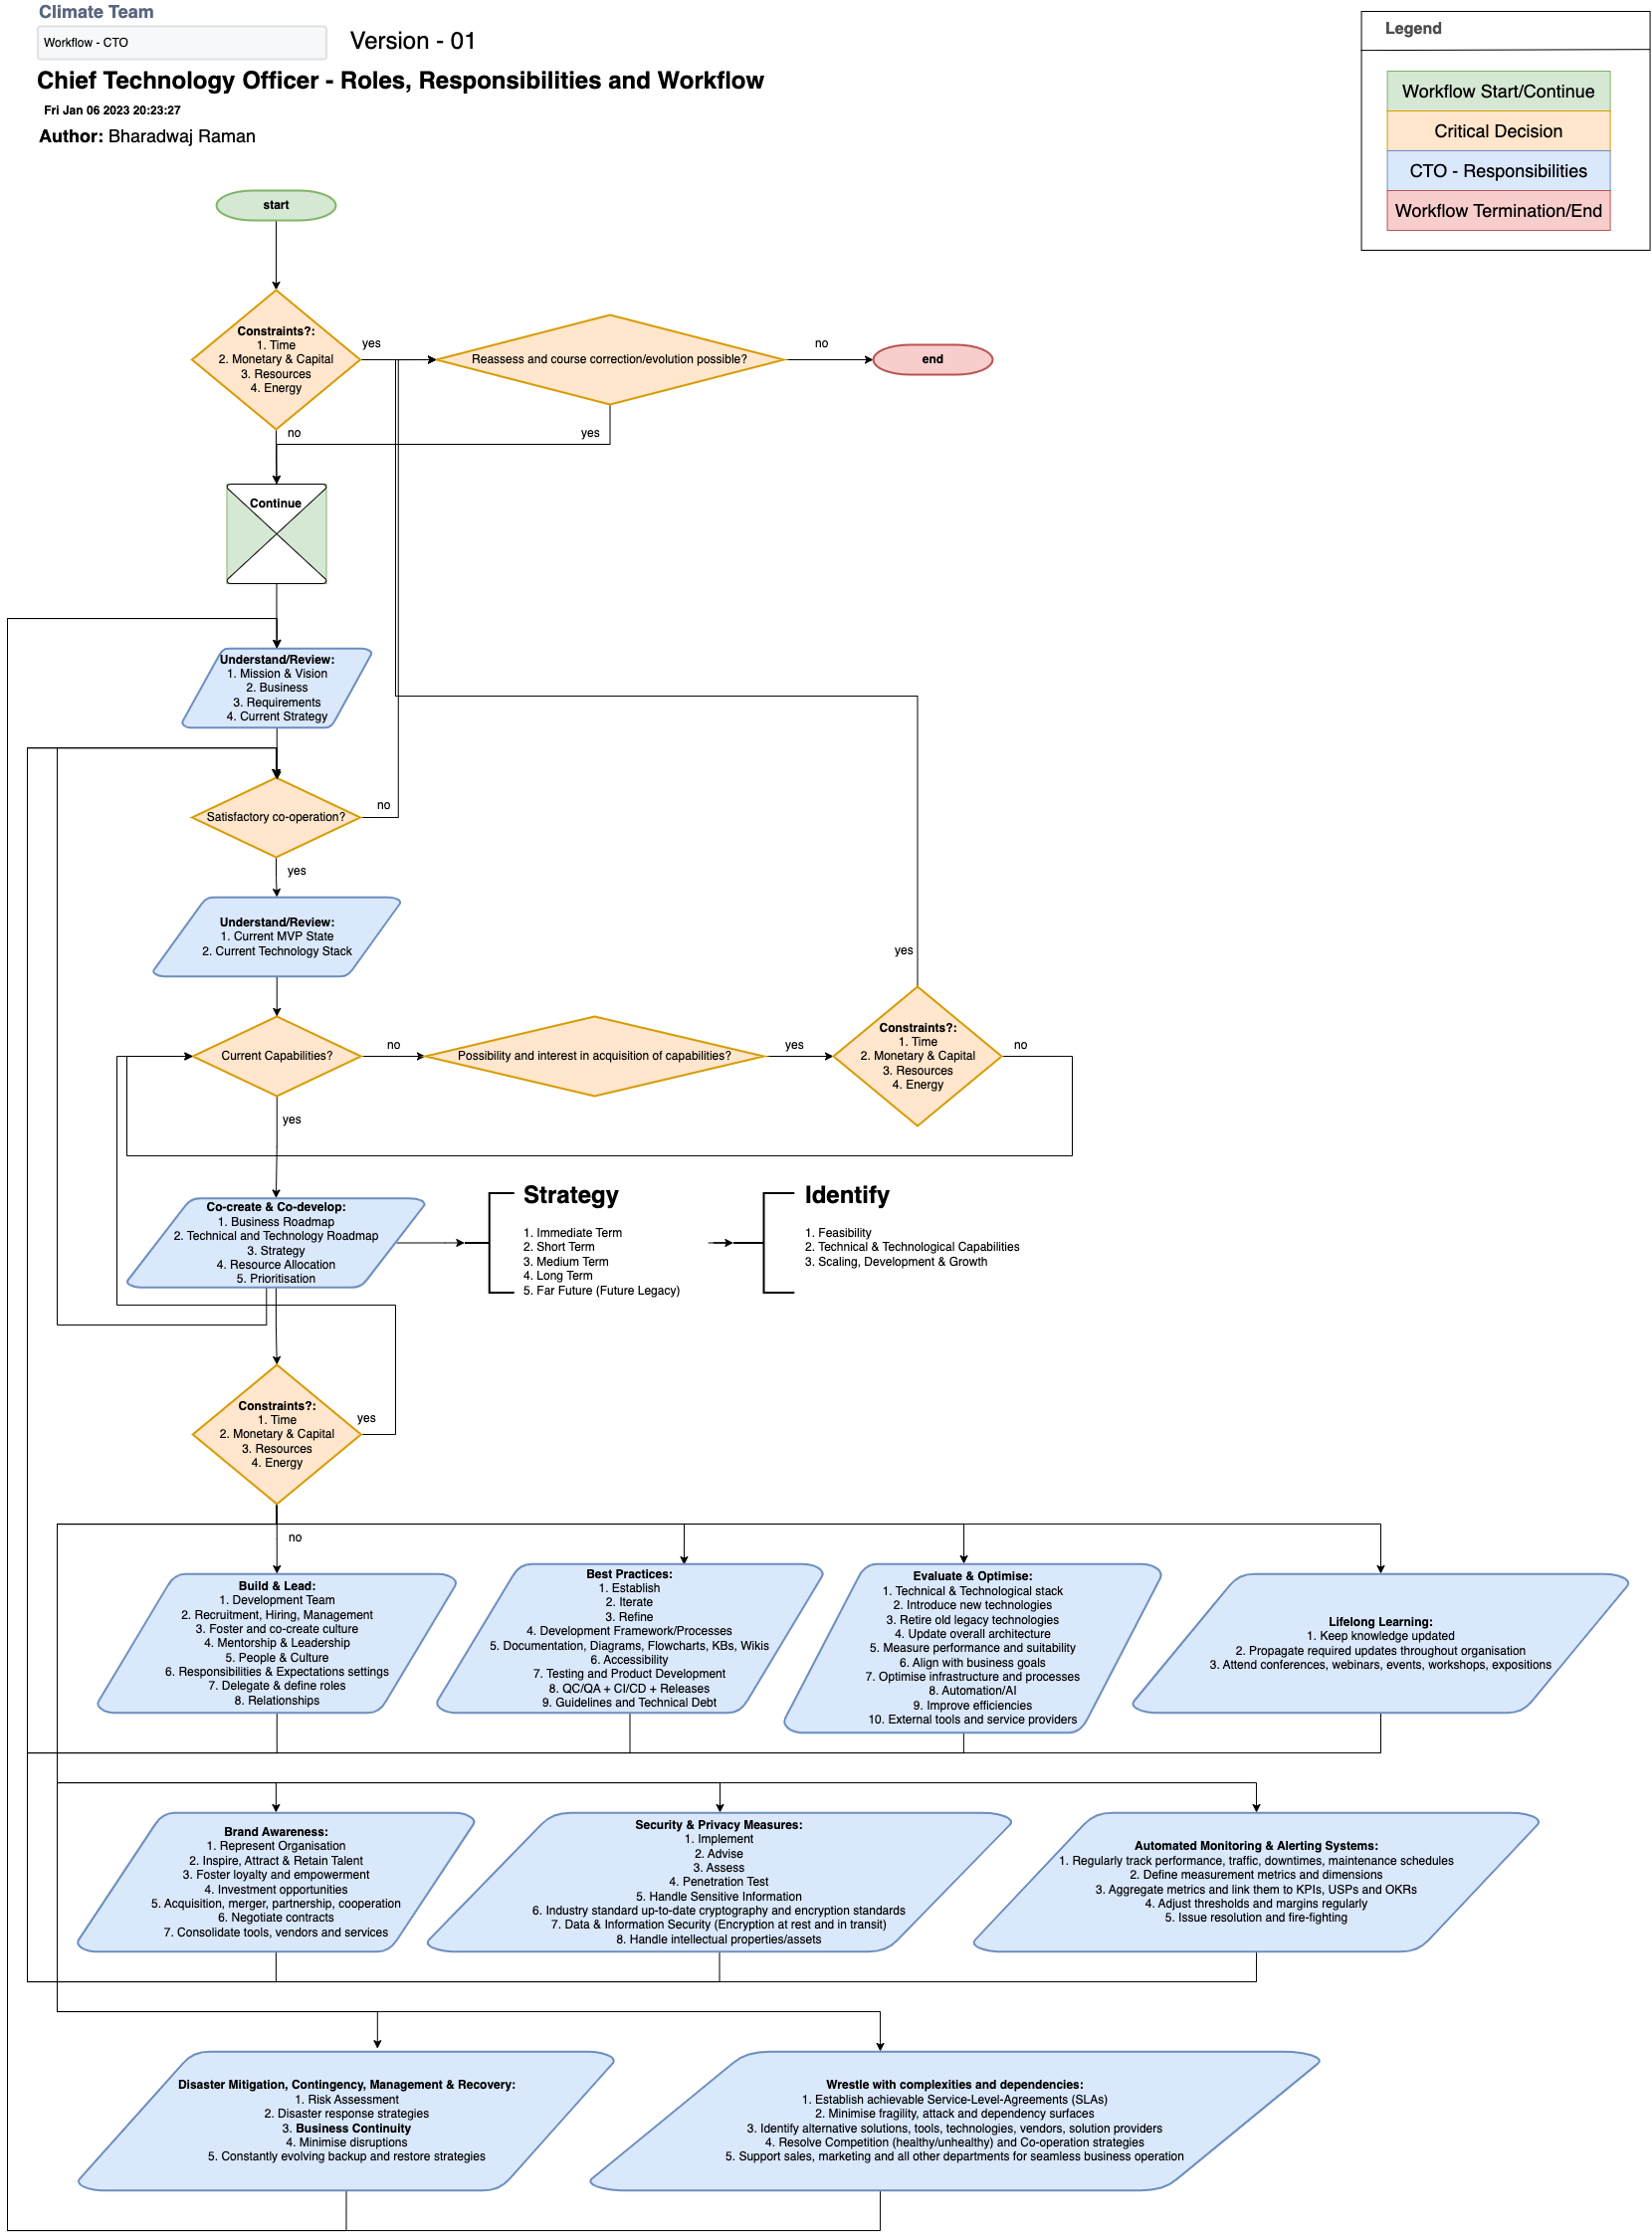 Climate Team
Workflow - CTO
Version - 01
Chief Technology Officer - Roles, Responsibilities and Workflow
Fri Jan 06 2023 20:23:27
Author: Bharadwaj Raman
Legend
Workflow Start/Continue
Critical Decision
CTO - Responsibilities
Workflow Termination/End
start
Constraints?:
1. Time
2. Monetary & Capital
3. Resources
4. Energy
yes
Reassess and course correction/evolution possible?
no
end
no
yes
Continue
Understand/Review:
1. Mission & Vision
2. Business
3. Requirements
4. Current Strategy
Satisfactory co-operation?
no
yes
Understand/Review:
1. Current MVP State
2. Current Technology Stack
Current Capabilities?
no
Possibility and interest in acquisition of capabilities?
yes
yes
Constraints?:
1. Time
2. Monetary & Capital
3. Resources
4. Energy
no
yes
Co-create & Co-develop:
1. Business Roadmap
2. Technical and Technology Roadmap
3. Strategy
4. Resource Allocation
5. Prioritisation
Strategy
1. Immediate Term
2. Short Term
3. Medium Term
4. Long Term
5. Far Future (Future Legacy)
Identify
1. Feasibility
2. Technical & Technological Capabilities
3. Scaling, Development & Growth
Constraints?:
1. Time
2. Monetary & Capital
3. Resources
4. Energy
yes
no
Build & Lead:
1. Development Team
2. Recruitment, Hiring, Management
3. Foster and co-create culture
4. Mentorship & Leadership
5. People & Culture
6. Responsibilities & Expectations settings
7. Delegate & define roles
8. Relationships
Best Practices:
1. Establish
2. Iterate
3. Refine
4. Development Framework/Processes
5. Documentation, Diagrams, Flowcharts, KBs, Wikis
6. Accessibility
7. Testing and Product Development
8. QC/QA + CI/CD + Releases
9. Guidelines and Technical Debt
Evaluate & Optimise:
1. Technical & Technological stack
2. Introduce new technologies
3. Retire old legacy technologies
4. Update overall architecture
5. Measure performance and suitability
6. Align with business goals
7. Optimise infrastructure and processes
8. Automation/AI
9. Improve efficiencies
10. External tools and service providers
Lifelong Learning:
1. Keep knowledge updated
2. Propagate required updates throughout organisation
3. Attend conferences, webinars, events, workshops, expositions
Brand Awareness:
1. Represent Organisation
2. Inspire, Attract & Retain Talent
3. Foster loyalty and empowerment
4. Investment opportunities
5. Acquisition, merger, partnership, cooperation
6. Negotiate contracts
7. Consolidate tools, vendors and services
Security & Privacy Measures:
1. Implement
2. Advise
3. Assess
4. Penetration Test
5. Handle Sensitive Information
6. Industry standard up-to-date cryptography and encryption standards
7. Data & Information Security (Encryption at rest and in transit)
8. Handle intellectual properties/assets
Automated Monitoring & Alerting Systems:
1. Regularly track performance, traffic, downtimes, maintenance schedules
2. Define measurement metrics and dimensions
3. Aggregate metrics and link them to KPIs, USPs and OKRs
4. Adjust thresholds and margins regularly
5. Issue resolution and fire-fighting
Disaster Mitigation, Contingency, Management & Recovery:
1. Risk Assessment
2. Disaster response strategies
3. Business Continuity
4. Minimise disruptions
5. Constantly evolving backup and restore strategies
Wrestle with complexities and dependencies:
1. Establish achievable Service-Level-Agreements (SLAs)
2. Minimise fragility, attack and dependency surfaces
3. Identify alternative solutions, tools, technologies, vendors, solution providers
4. Resolve Competition (healthy/unhealthy) and Co-operation strategies
5. Support sales, marketing and all other departments for seamless business operation